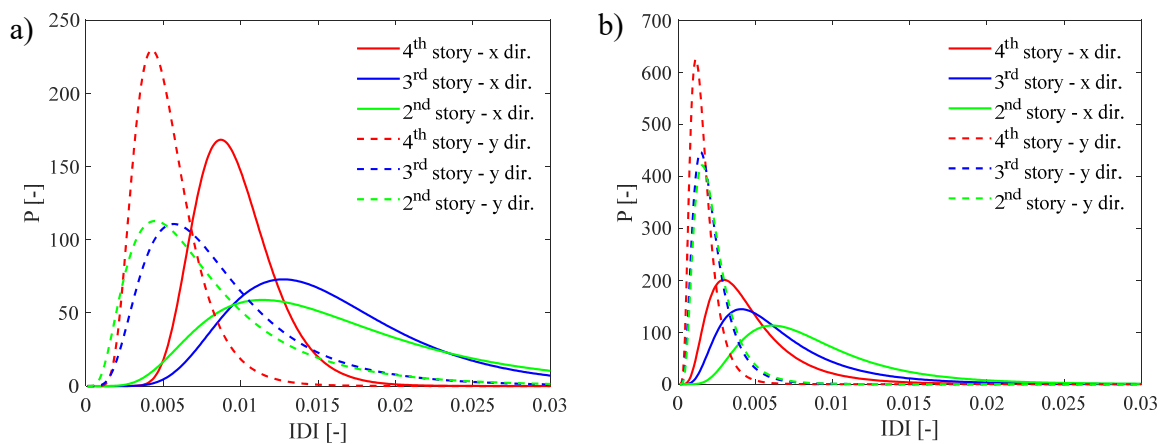 a)
250
200
150
100
50
0
P [-]
0
0.005
0.01
0.015
0.02
0.025
0.03
IDI [-]
4th story - x dir.
3rd story - x dir.
2nd story - x dir.
4th story - y dir.
3rd story - y dir.
2nd story - y dir.
b)
700
600
500
400
300
200
100
0
P [-]
0
0.005
0.01
0.015
0.02
0.025
0.03
IDI [-]
4th story - x dir.
3rd story - x dir.
2nd story - x dir.
4th story - y dir.
3rd story - y dir.
2nd story - y dir.